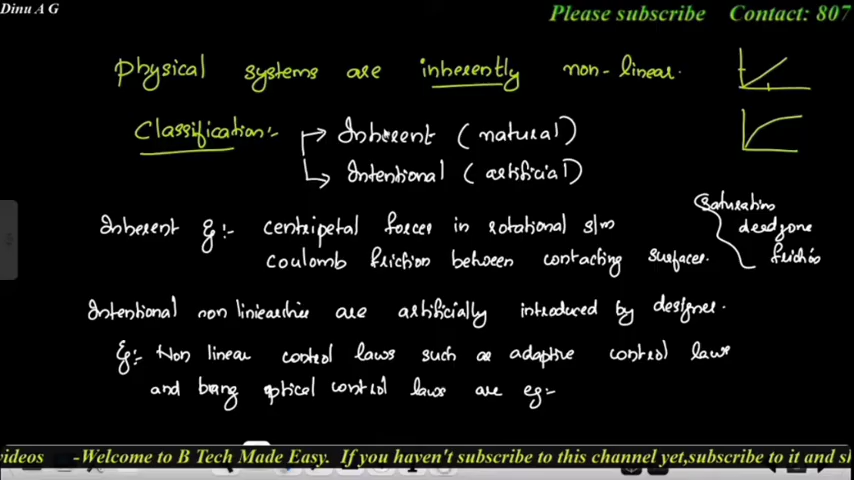 Dinu A G
Please subscribe Contact: 807
Physical systems are inherently non-linear.
Classification:-
Inherent (natural)
Intentional (artificial)
Inherent Eg:- centripetal forces in rotational s/m
coulomb friction between contacting surfaces.
saturation
deadzone
friction
Intentional non linearities are artificially introduced by designer.
Eg:- Non linear control laws such as adaptive control laws
and bang optical control laws are eg:-
videos -Welcome to B Tech Made Easy. If you haven't subscribe to this channel yet,subscribe to it and sh